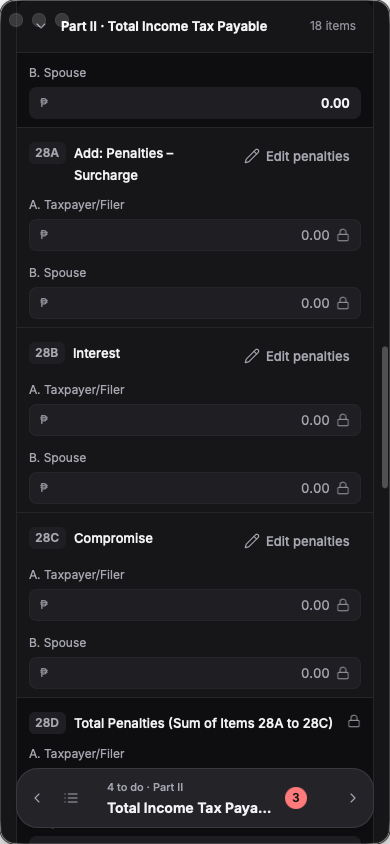 Part II · Total Income Tax Payable 18 items
B. Spouse
₱ 0.00
28A Add: Penalties – Surcharge Edit penalties
A. Taxpayer/Filer
₱ 0.00
B. Spouse
₱ 0.00
28B Interest Edit penalties
A. Taxpayer/Filer
₱ 0.00
B. Spouse
₱ 0.00
28C Compromise Edit penalties
A. Taxpayer/Filer
₱ 0.00
B. Spouse
₱ 0.00
28D Total Penalties (Sum of Items 28A to 28C)
A. Taxpayer/Filer
4 to do · Part II
Total Income Tax Paya... 3